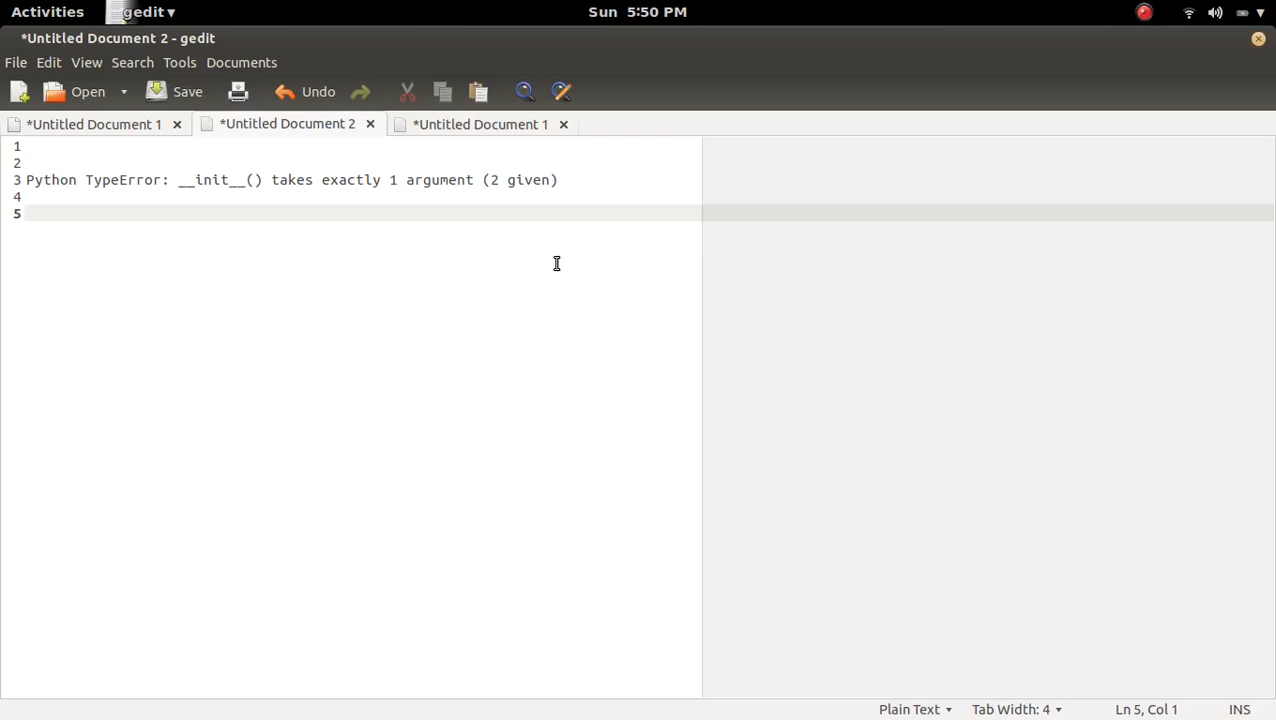 Activities gedit ▾ Sun 5:50 PM
*Untitled Document 2 - gedit
File Edit View Search Tools Documents
Open Save Undo
*Untitled Document 1 *Untitled Document 2 *Untitled Document 1
1
2
3 Python TypeError: __init__() takes exactly 1 argument (2 given)
4
5
Plain Text ▾ Tab Width: 4 ▾ Ln 5, Col 1 INS